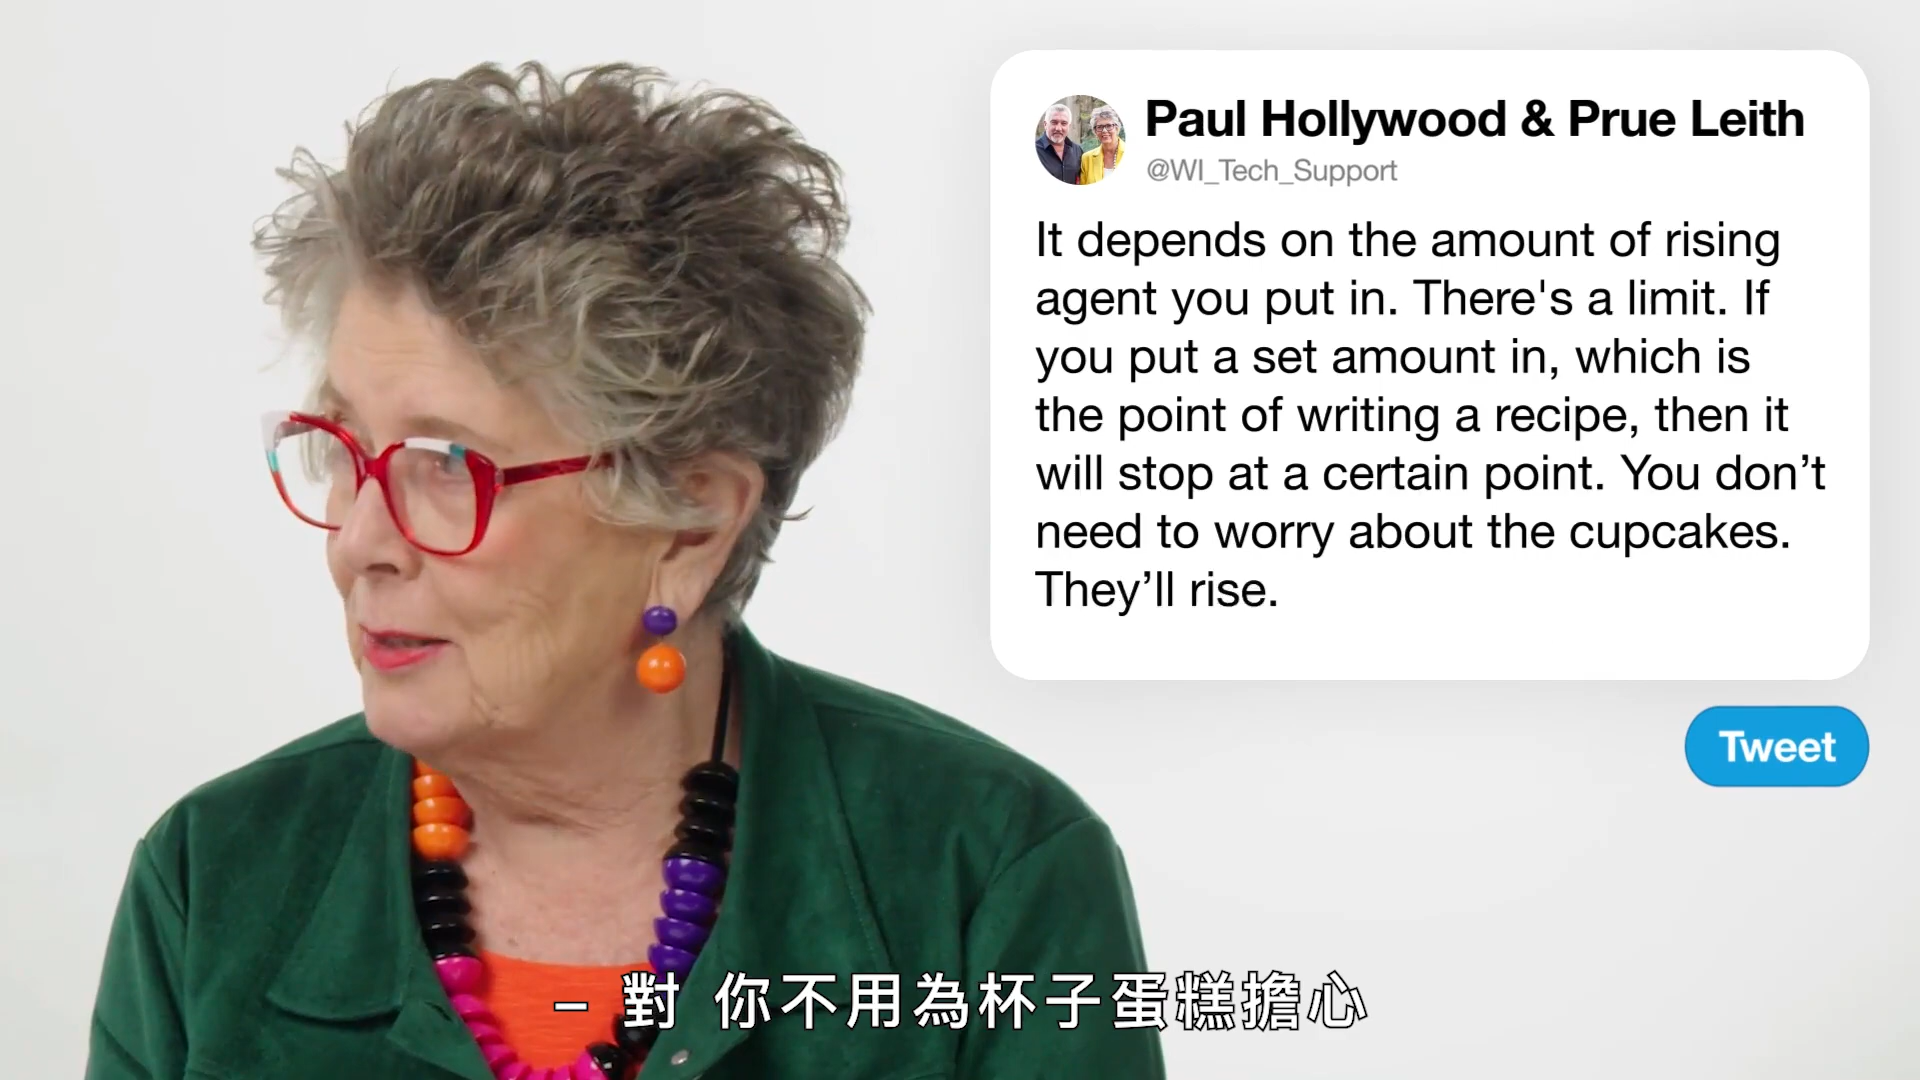 Paul Hollywood & Prue Leith
@WI_Tech_Support
It depends on the amount of rising
agent you put in. There's a limit. If
you put a set amount in, which is
the point of writing a recipe, then it
will stop at a certain point. You don’t
need to worry about the cupcakes.
They’ll rise.
Tweet
– 對 你不用為杯子蛋糕擔心